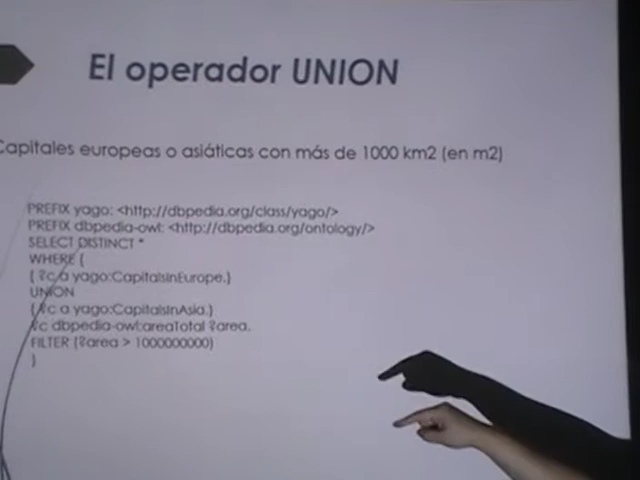 El operador UNION
Capitales europeas o asiáticas con más de 1000 km2 (en m2)
PREFIX yago: <http://dbpedia.org/class/yago/>
PREFIX dbpedia-owl: <http://dbpedia.org/ontology/>
SELECT DISTINCT *
WHERE {
{ ?c a yago:CapitalsInEurope.}
UNION
{ ?c a yago:CapitalsInAsia.}
?c dbpedia-owl:areaTotal ?area.
FILTER (?area > 1000000000)
}